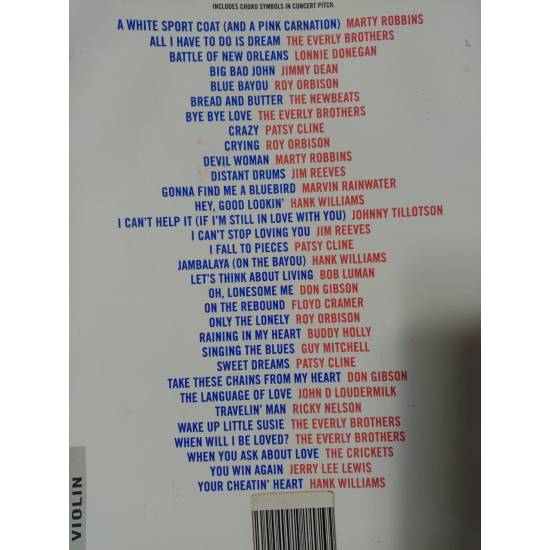 INCLUDES CHORD SYMBOLS IN CONCERT PITCH.
A WHITE SPORT COAT (AND A PINK CARNATION) MARTY ROBBINS
ALL I HAVE TO DO IS DREAM THE EVERLY BROTHERS
BATTLE OF NEW ORLEANS LONNIE DONEGAN
BIG BAD JOHN JIMMY DEAN
BLUE BAYOU ROY ORBISON
BREAD AND BUTTER THE NEWBEATS
BYE BYE LOVE THE EVERLY BROTHERS
CRAZY PATSY CLINE
CRYING ROY ORBISON
DEVIL WOMAN MARTY ROBBINS
DISTANT DRUMS JIM REEVES
GONNA FIND ME A BLUEBIRD MARVIN RAINWATER
HEY, GOOD LOOKIN' HANK WILLIAMS
I CAN'T HELP IT (IF I'M STILL IN LOVE WITH YOU) JOHNNY TILLOTSON
I CAN'T STOP LOVING YOU JIM REEVES
I FALL TO PIECES PATSY CLINE
JAMBALAYA (ON THE BAYOU) HANK WILLIAMS
LET'S THINK ABOUT LIVING BOB LUMAN
OH, LONESOME ME DON GIBSON
ON THE REBOUND FLOYD CRAMER
ONLY THE LONELY ROY ORBISON
RAINING IN MY HEART BUDDY HOLLY
SINGING THE BLUES GUY MITCHELL
SWEET DREAMS PATSY CLINE
TAKE THESE CHAINS FROM MY HEART DON GIBSON
THE LANGUAGE OF LOVE JOHN D LOUDERMILK
TRAVELIN' MAN RICKY NELSON
WAKE UP LITTLE SUSIE THE EVERLY BROTHERS
WHEN WILL I BE LOVED? THE EVERLY BROTHERS
WHEN YOU ASK ABOUT LOVE THE CRICKETS
YOU WIN AGAIN JERRY LEE LEWIS
YOUR CHEATIN' HEART HANK WILLIAMS
VIOLIN